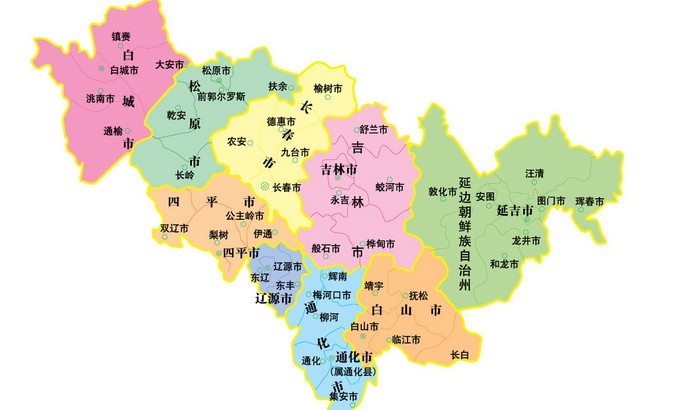 镇赉
白城市
白城市
大安市
洮南市
通榆
松原市
松原市
前郭尔罗斯
扶余
乾安
长岭
长春市
榆树市
德惠市
农安
九台市
长春市
吉林市
舒兰市
吉林市
蛟河市
永吉
般石市
桦甸市
延边朝鲜族自治州
敦化市
安图
汪清
延吉市
图门市
珲春市
龙井市
和龙市
四平市
双辽市
公主岭市
梨树
伊通
四平市
辽源市
东辽
东丰
辽源市
通化市
辉南
梅河口市
柳河
通化
通化市
(属通化县)
集安市
白山市
靖宇
抚松
白山市
临江市
长白